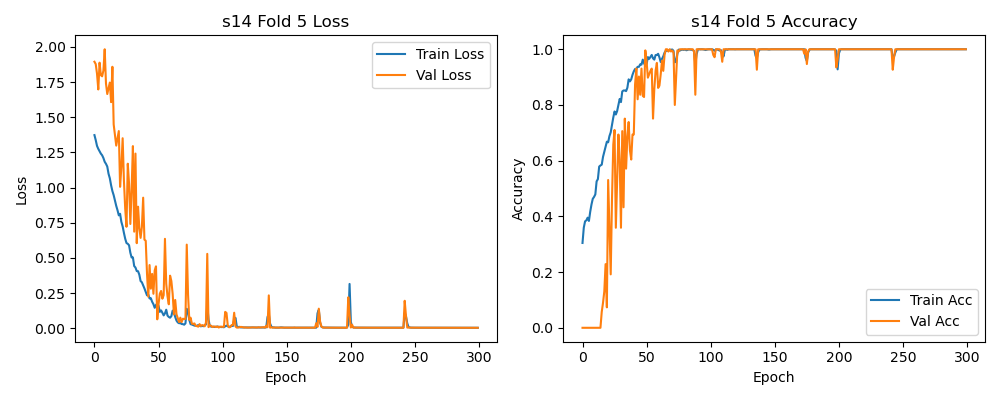 s14 Fold 5 Loss
2.00
1.75
1.50
1.25
1.00
0.75
0.50
0.25
0.00
Loss
0
50
100
150
200
250
300
Epoch
Train Loss
Val Loss
s14 Fold 5 Accuracy
1.0
0.8
0.6
0.4
0.2
0.0
Accuracy
0
50
100
150
200
250
300
Epoch
Train Acc
Val Acc